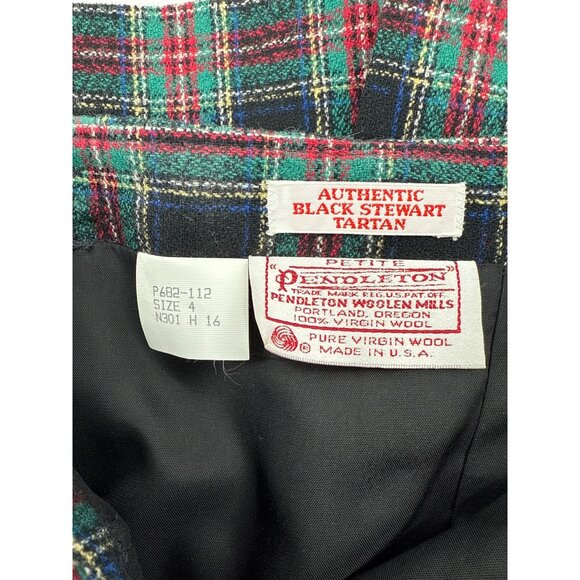 AUTHENTIC
BLACK STEWART
TARTAN
P682-112
SIZE 4
N301 H 16
PETITE
"PENDLETON"
TRADE MARK REG.U.S.PAT.OFF.
PENDLETON WOOLEN MILLS
PORTLAND, OREGON
100% VIRGIN WOOL
® PURE VIRGIN WOOL
MADE IN U.S.A.